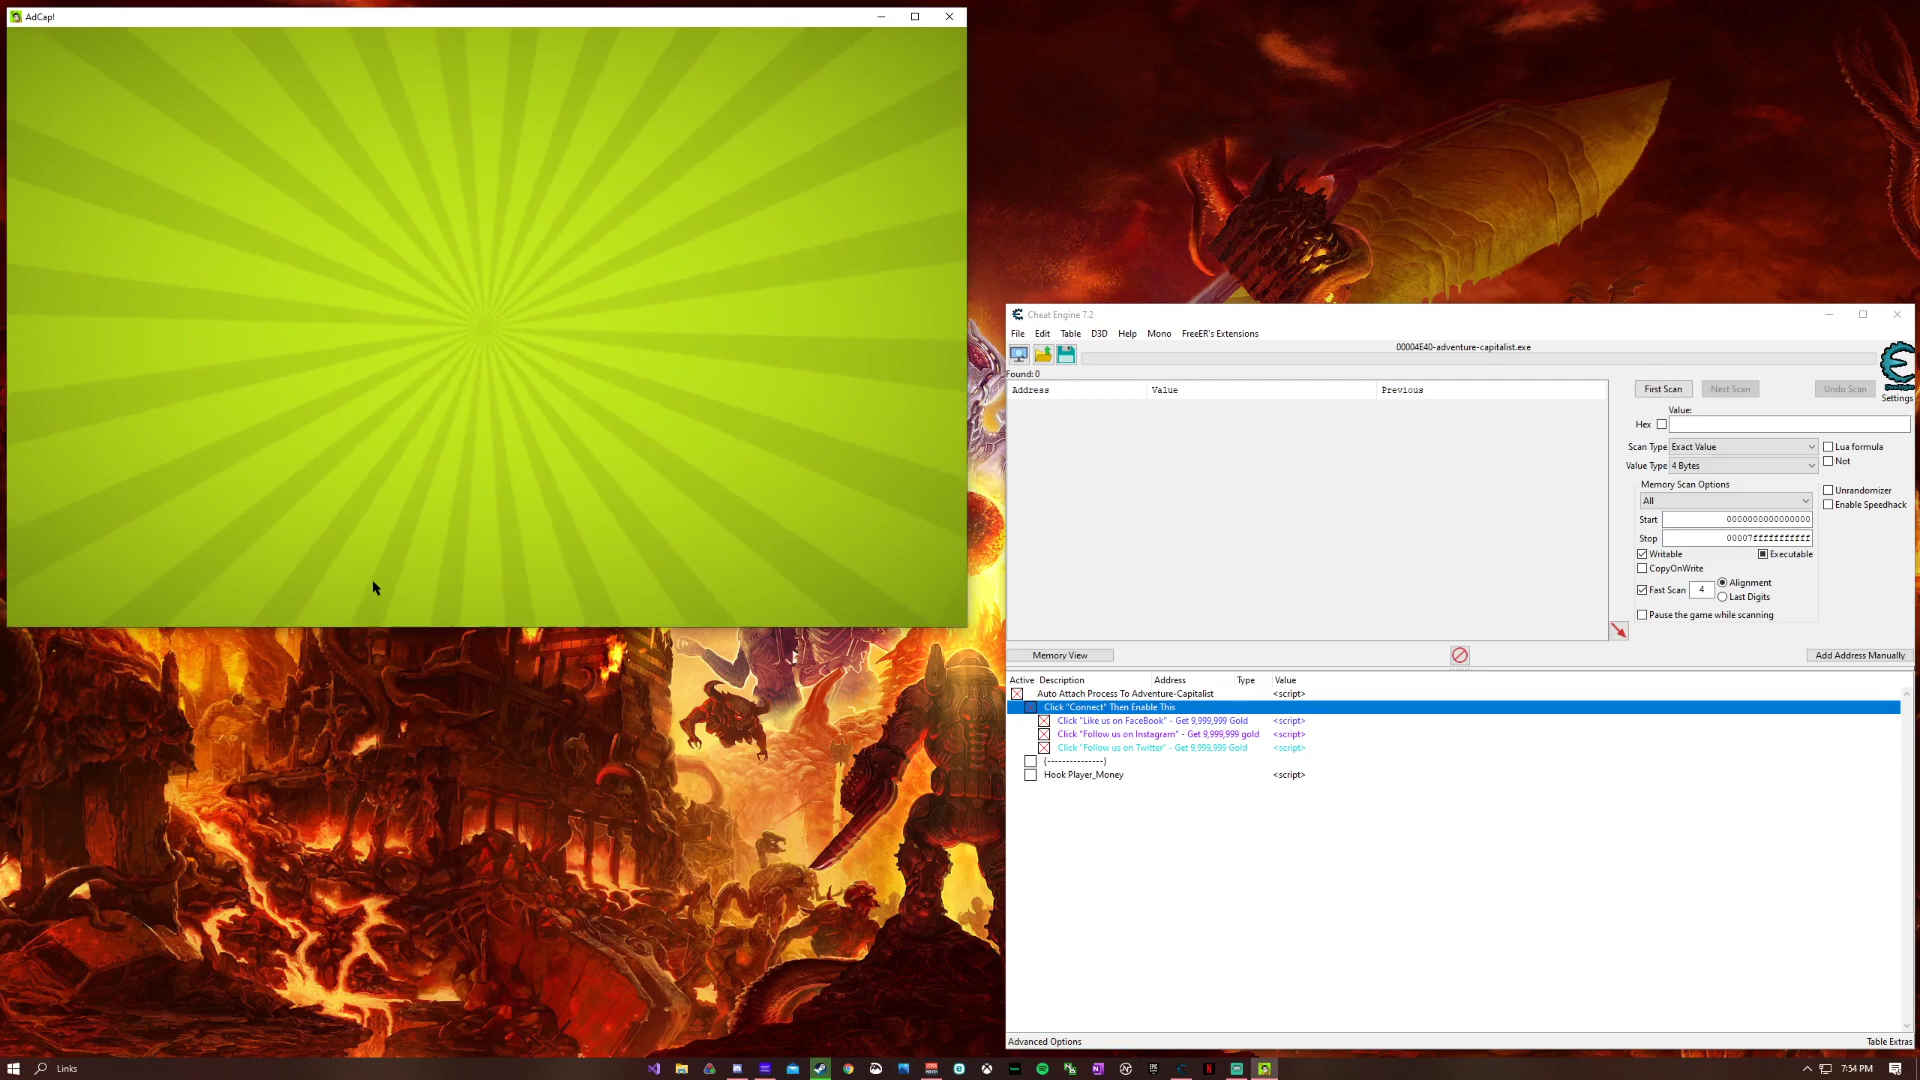 AdCap!
Cheat Engine 7.2
File Edit Table D3D Help Mono FreeER's Extensions
00004E40-adventure-capitalist.exe
Found: 0
Address Value Previous
First Scan Next Scan Undo Scan
Settings
Value:
Hex
Scan Type Exact Value Lua formula
Not
Value Type 4 Bytes
Memory Scan Options
All
Unrandomizer
Enable Speedhack
Start 0000000000000000
Stop 00007fffffffffff
Writable Executable
CopyOnWrite
Fast Scan 4 Alignment
Last Digits
Pause the game while scanning
Memory View Add Address Manually
Active Description Address Type Value
Auto Attach Process To Adventure-Capitalist <script>
Click "Connect" Then Enable This
Click "Like us on FaceBook" - Get 9,999,999 Gold <script>
Click "Follow us on Instagram" - Get 9,999,999 gold <script>
Click "Follow us on Twitter" - Get 9,999,999 Gold <script>
{---------------}
Hook Player_Money <script>
Advanced Options Table Extras
Links 7:54 PM